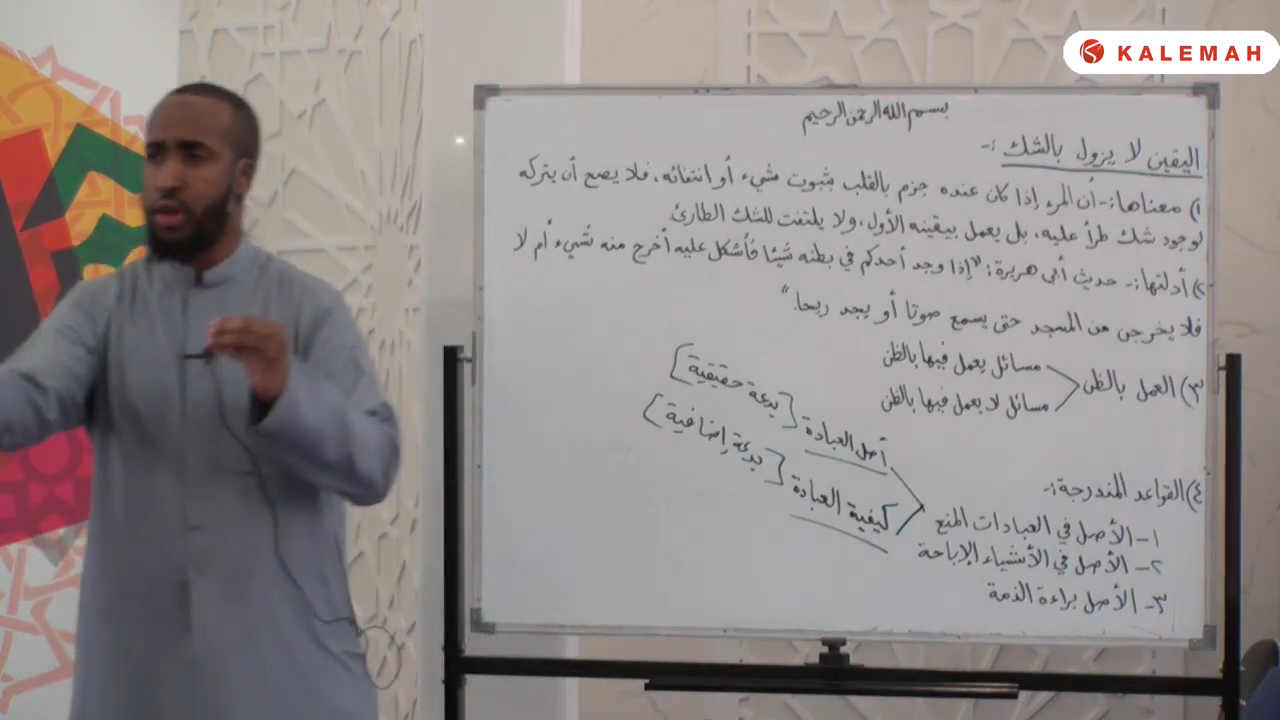 KALEMAH
بسم الله الرحمن الرحيم
اليقين لا يزول بالشك :-
١) معناها:- أن المرء إذا كان عنده جزم بالقلب بثبوت شيء أو انتفائه، فلا يصح أن يتركه
لوجود شك طرأ عليه، بل يعمل بيقينه الأول، ولا يلتفت للشك الطارئ.
٢) أدلتها:- حديث أبي هريرة: "إذا وجد أحدكم في بطنه شيئا فأشكل عليه أخرج منه شيء أم لا
فلا يخرجن من المسجد حتى يسمع صوتا أو يجد ريحا."
٣) العمل بالظن
مسائل يعمل فيها بالظن
مسائل لا يعمل فيها بالظن
٤) القواعد المندرجة:-
١- الأصل في العبادات المنع
أصل العبادة [بدعة حقيقية]
كيفية العبادة [بدعة إضافية]
٢- الأصل في الأشياء الإباحة
٣- الأصل براءة الذمة